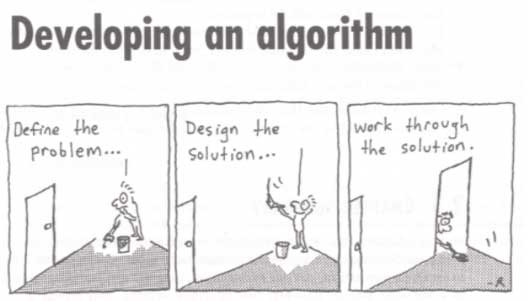 Developing an algorithm
Define the
problem...
Design the
solution...
work through
the solution.
-R